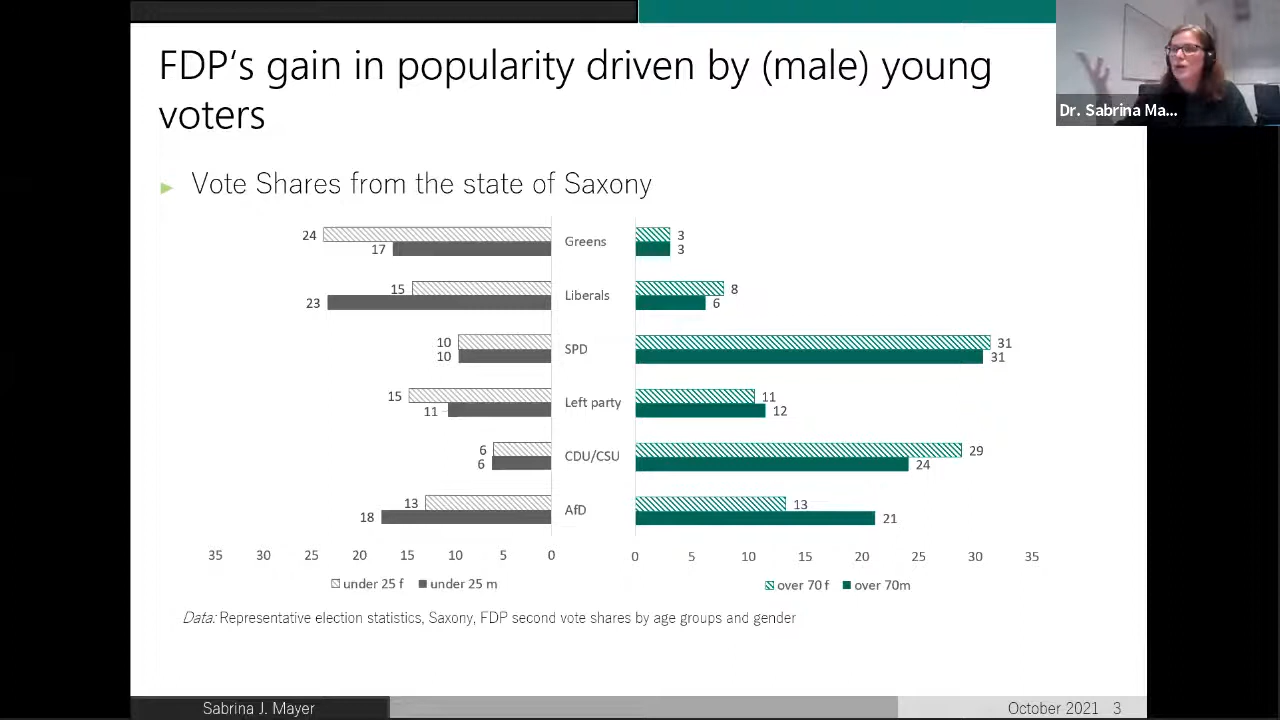 FDP‘s gain in popularity driven by (male) young
voters
Dr. Sabrina Ma...
Vote Shares from the state of Saxony
24
17
Greens
3
3
15
23
Liberals
8
6
10
10
SPD
31
31
15
11
Left party
11
12
6
6
CDU/CSU
29
24
13
18
AfD
13
21
35 30 25 20 15 10 5 0
0 5 10 15 20 25 30 35
under 25 f under 25 m
over 70 f over 70m
Data: Representative election statistics, Saxony, FDP second vote shares by age groups and gender
Sabrina J. Mayer
October 2021 3